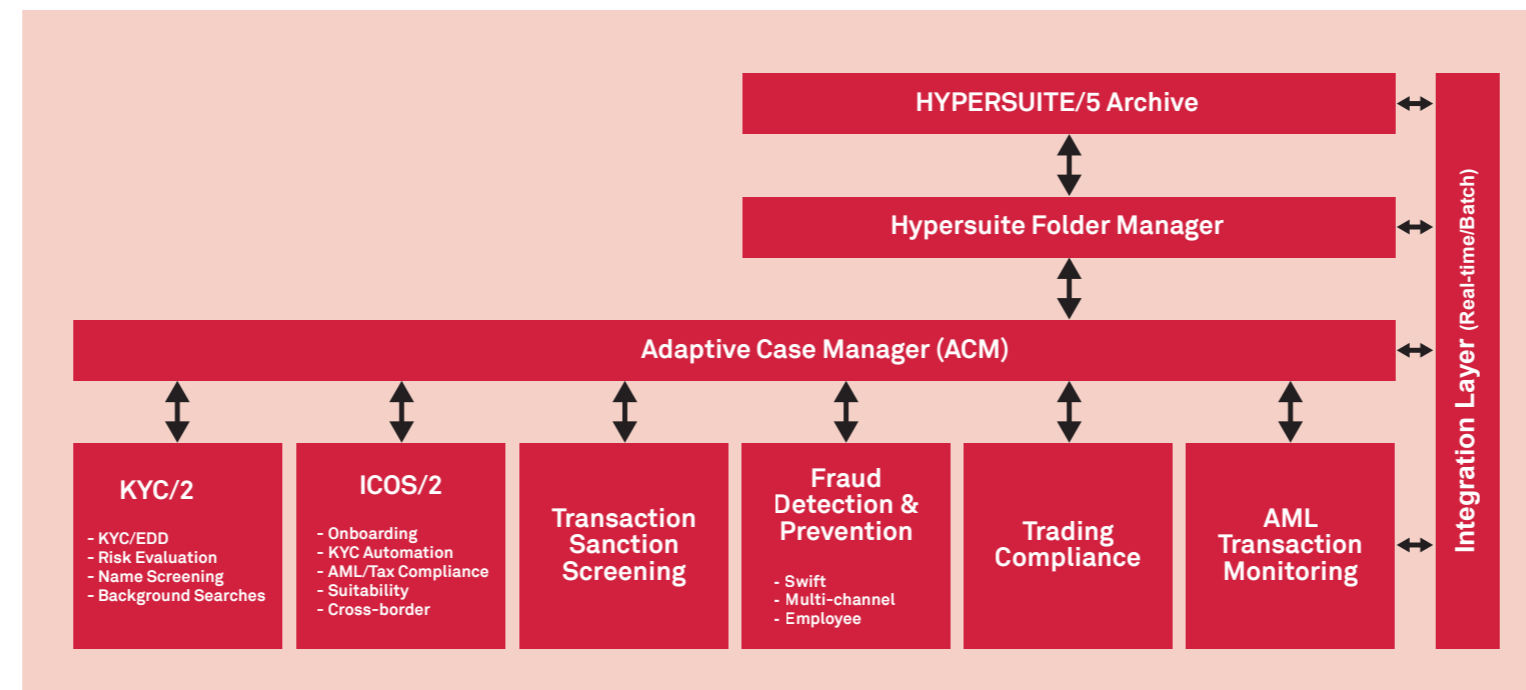 HYPERSUITE/5 Archive
Hypersuite Folder Manager
Adaptive Case Manager (ACM)
KYC/2
- KYC/EDD
- Risk Evaluation
- Name Screening
- Background Searches
ICOS/2
- Onboarding
- KYC Automation
- AML/Tax Compliance
- Suitability
- Cross-border
Transaction
Sanction
Screening
Fraud
Detection &
Prevention
- Swift
- Multi-channel
- Employee
Trading
Compliance
AML
Transaction
Monitoring
Integration Layer (Real-time/Batch)